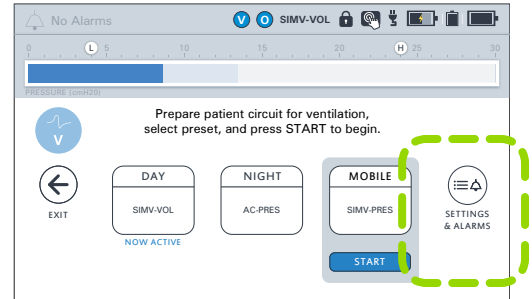 No Alarms V O SIMV-VOL
0 L 5 10 15 20 H 25 30
PRESSURE (cmH20)
Prepare patient circuit for ventilation,
select preset, and press START to begin.
V
EXIT
DAY
SIMV-VOL
NOW ACTIVE
NIGHT
AC-PRES
MOBILE
SIMV-PRES
START
SETTINGS
& ALARMS